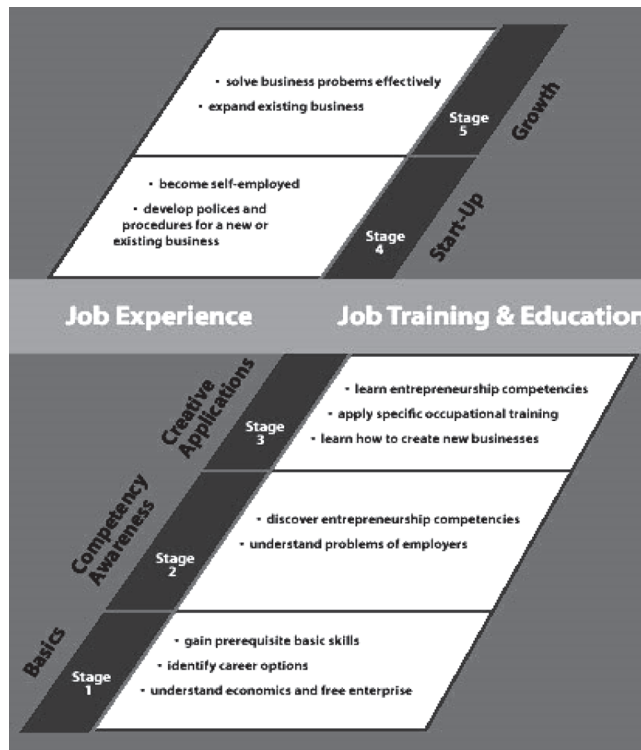 • solve business probems effectively
• expand existing business
Stage
5
Growth
• become self-employed
• develop polices and
procedures for a new or
existing business
Stage
4
Start-Up
Job Experience
Job Training & Education
Creative
Applications
Stage
3
• learn entrepreneurship competencies
• apply specific occupational training
• learn how to create new businesses
Competency
Awareness
Stage
2
• discover entrepreneurship competencies
• understand problems of employers
Basics
Stage
1
• gain prerequisite basic skills
• identify career options
• understand economics and free enterprise